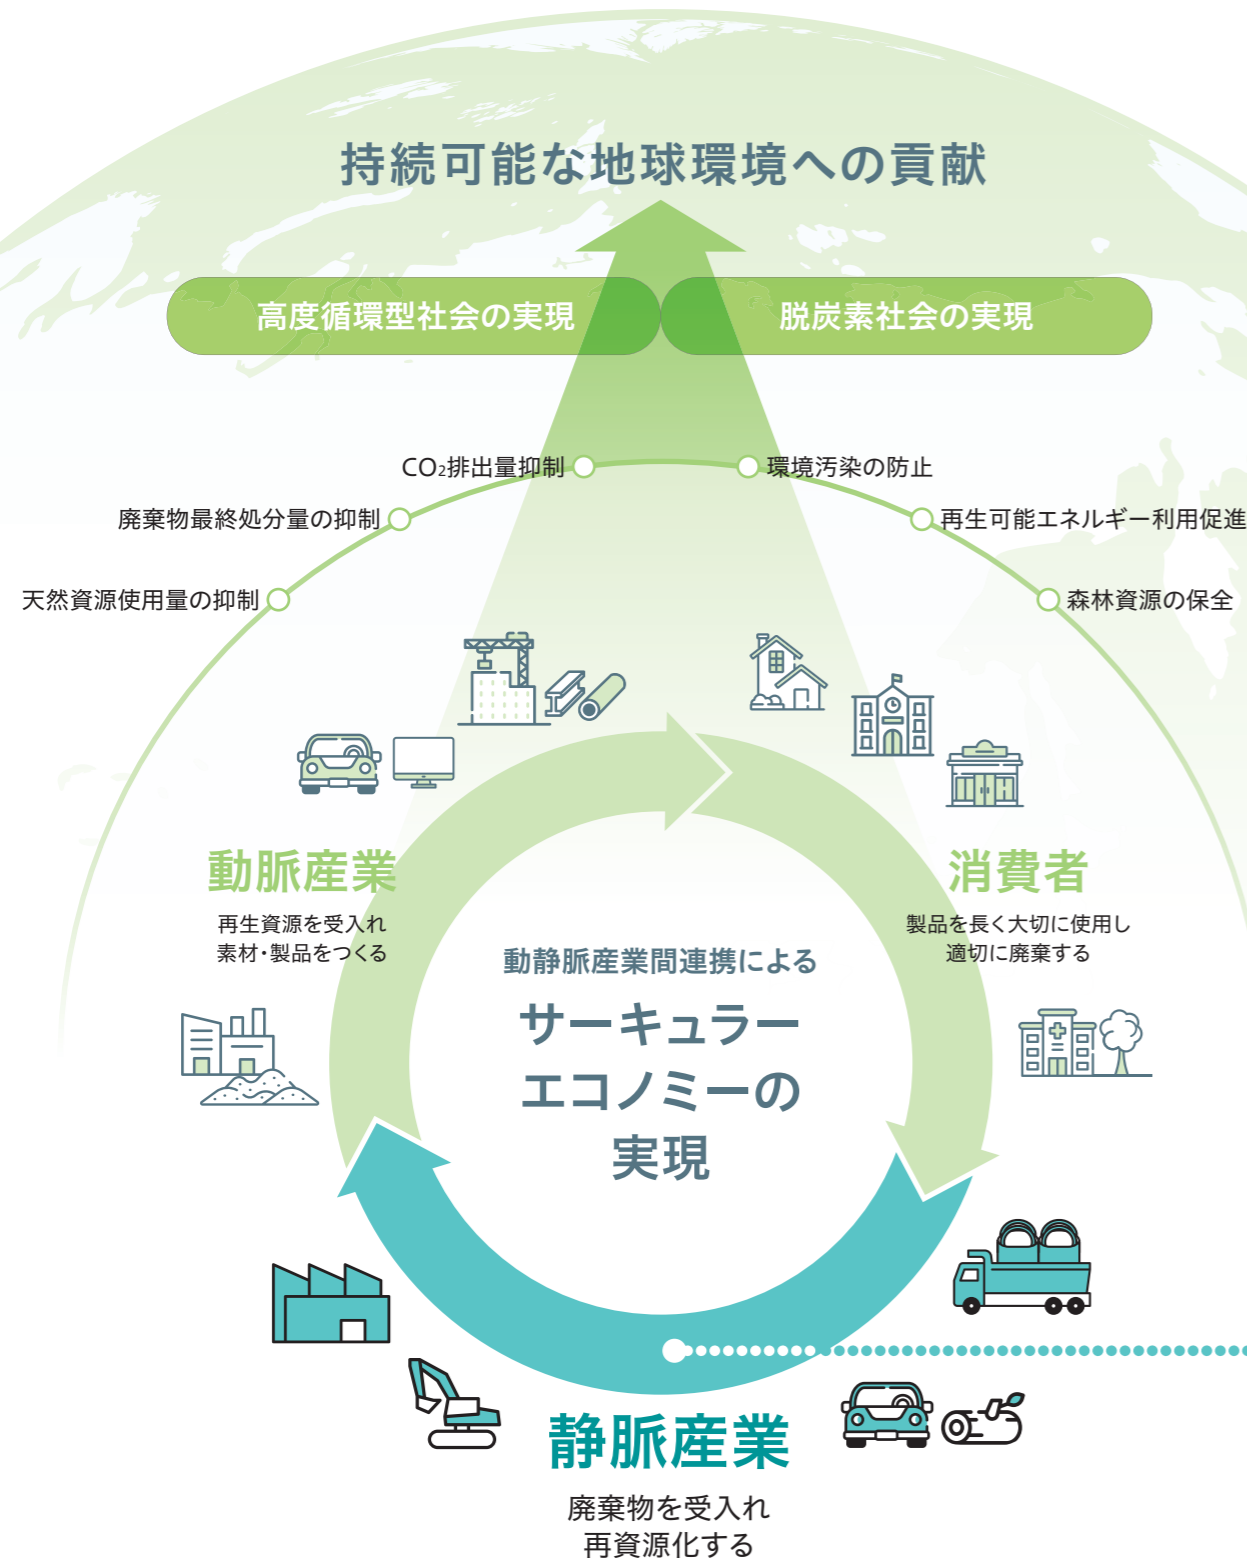 持続可能な地球環境への貢献
高度循環型社会の実現
脱炭素社会の実現
CO₂排出量抑制
環境汚染の防止
廃棄物最終処分量の抑制
再生可能エネルギー利用促進
天然資源使用量の抑制
森林資源の保全
動脈産業
再生資源を受入れ
素材・製品をつくる
消費者
製品を長く大切に使用し
適切に廃棄する
動静脈産業間連携による
サーキュラー
エコノミーの
実現
静脈産業
廃棄物を受入れ
再資源化する